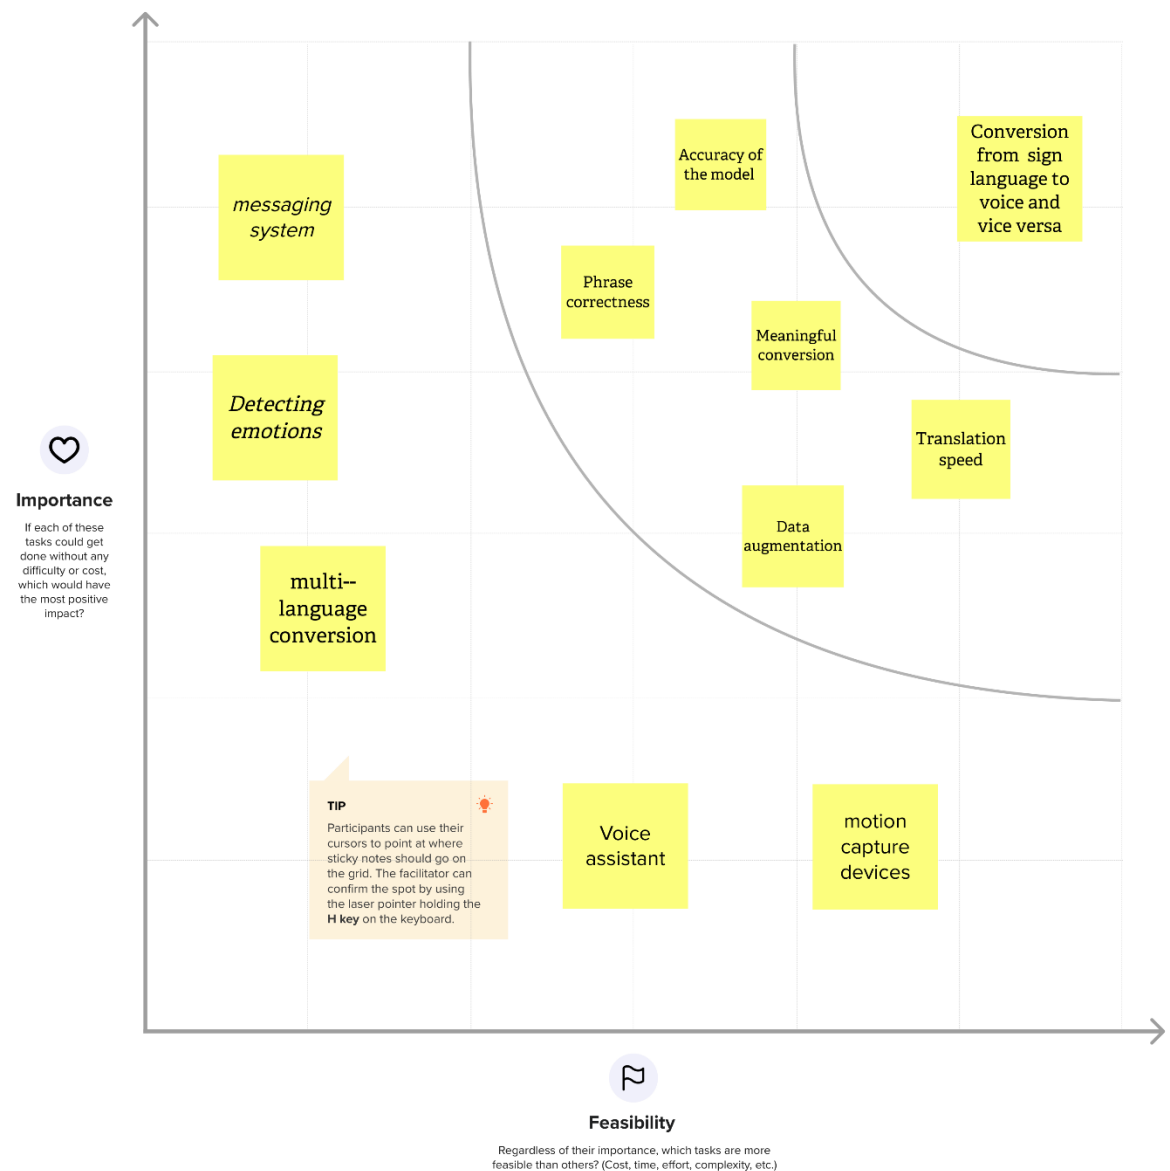 Accuracy of
the model
Conversion
from sign
language to
voice and
vice versa
messaging
system
Phrase
correctness
Meaningful
conversion
Detecting
emotions
Translation
speed
Importance
If each of these
tasks could get
done without any
difficulty or cost,
which would have
the most positive
impact?
Data
augmentation
multi--
language
conversion
TIP
Participants can use their
cursors to point at where
sticky notes should go on
the grid. The facilitator can
confirm the spot by using
the laser pointer holding the
H key on the keyboard.
Voice
assistant
motion
capture
devices
Feasibility
Regardless of their importance, which tasks are more
feasible than others? (Cost, time, effort, complexity, etc.)